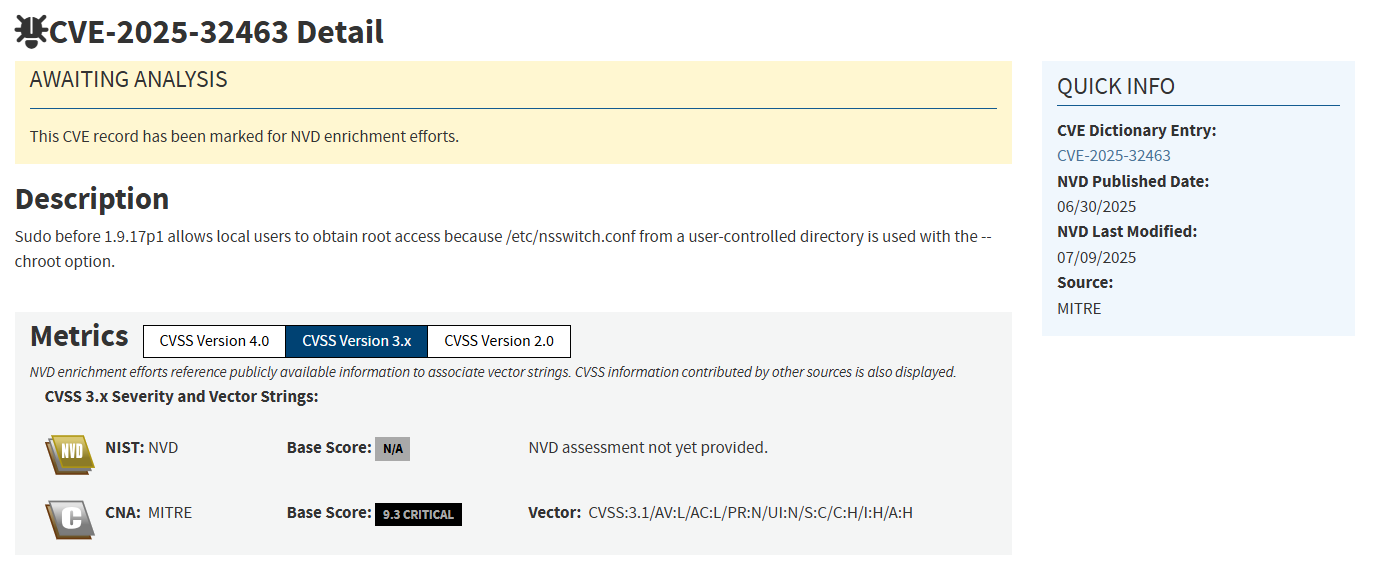 CVE-2025-32463 Detail
AWAITING ANALYSIS
This CVE record has been marked for NVD enrichment efforts.
Description
Sudo before 1.9.17p1 allows local users to obtain root access because /etc/nsswitch.conf from a user-controlled directory is used with the --
chroot option.
Metrics
CVSS Version 4.0
CVSS Version 3.x
CVSS Version 2.0
NVD enrichment efforts reference publicly available information to associate vector strings. CVSS information contributed by other sources is also displayed.
CVSS 3.x Severity and Vector Strings:
NVD
NIST: NVD
Base Score: N/A
NVD assessment not yet provided.
C
CNA: MITRE
Base Score: 9.3 CRITICAL
Vector: CVSS:3.1/AV:L/AC:L/PR:N/UI:N/S:C/C:H/I:H/A:H
QUICK INFO
CVE Dictionary Entry:
CVE-2025-32463
NVD Published Date:
06/30/2025
NVD Last Modified:
07/09/2025
Source:
MITRE